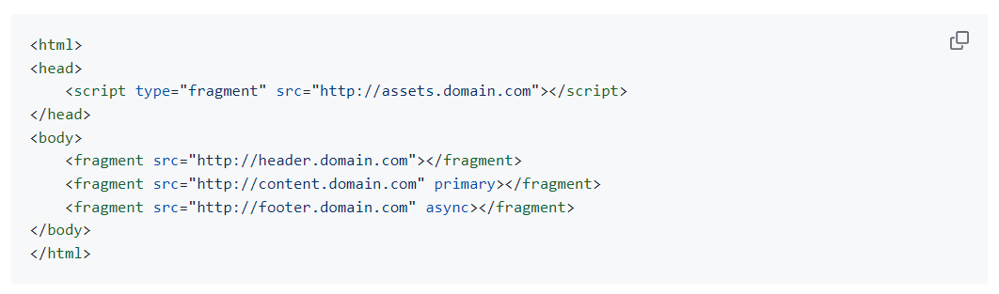 <html>
<head>
    <script type="fragment" src="http://assets.domain.com"></script>
</head>
<body>
    <fragment src="http://header.domain.com"></fragment>
    <fragment src="http://content.domain.com" primary></fragment>
    <fragment src="http://footer.domain.com" async></fragment>
</body>
</html>